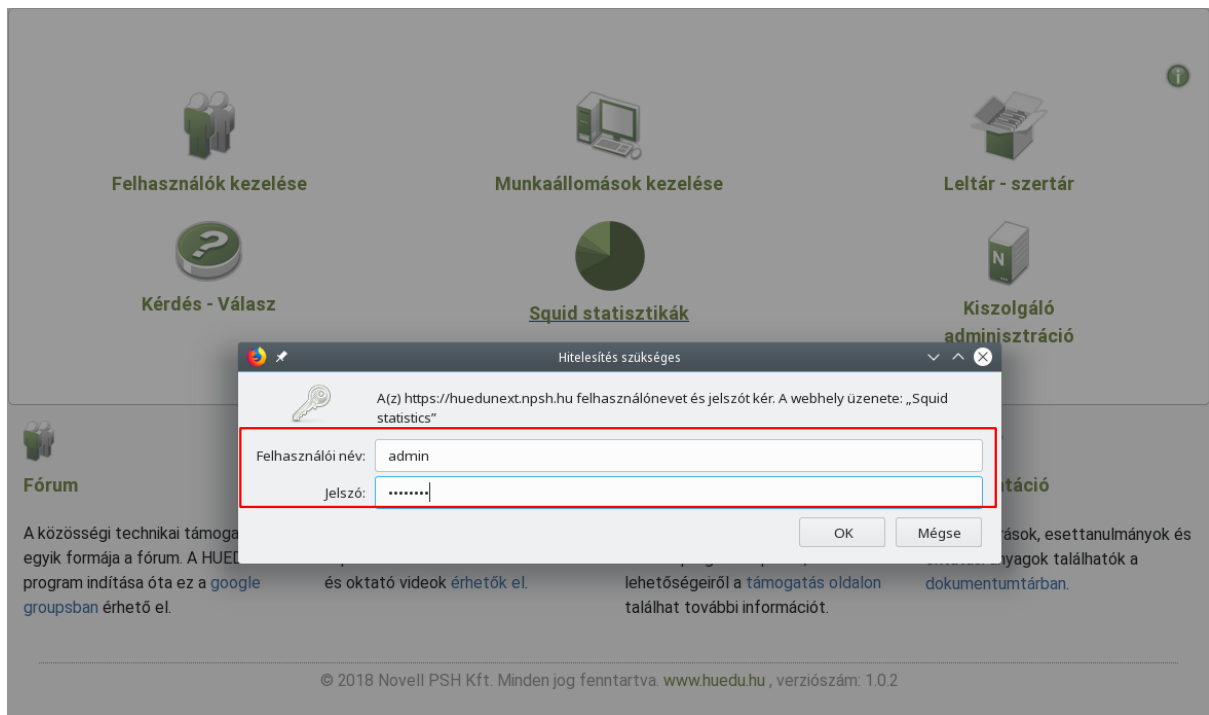 Felhasználók kezelése
Munkaállomások kezelése
Leltár - szertár
Kérdés - Válasz
Squid statisztikák
Kiszolgáló
adminisztráció
N
Hitelesítés szükséges
A(z) https://huedunext.npsh.hu felhasználónevet és jelszót kér. A webhely üzenete: „Squid
statistics”
Felhasználói név: admin
Jelszó: ••••••••
OK Mégse
Fórum
A közösségi technikai támoga
egyik formája a fórum. A HUED
program indítása óta ez a google
groupsban érhető el.
és oktató videok érhetők el.
lehetőségeiről a támogatás oldalon
találhat további információt.
táció
rások, esettanulmányok és
anyagok találhatók a
dokumentumtárban.
© 2018 Novell PSH Kft. Minden jog fenntartva. www.huedu.hu , verziószám: 1.0.2